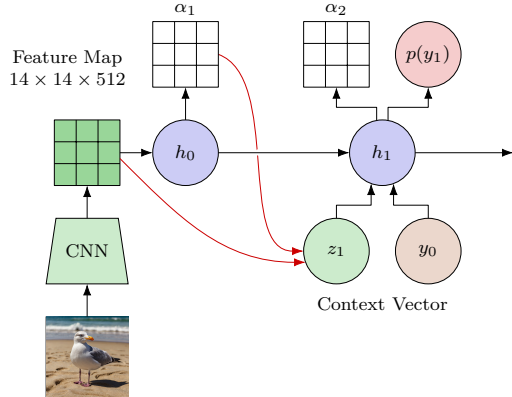 α₁
α₂
Feature Map
14 × 14 × 512
p(y₁)
h₀
h₁
CNN
z₁
y₀
Context Vector